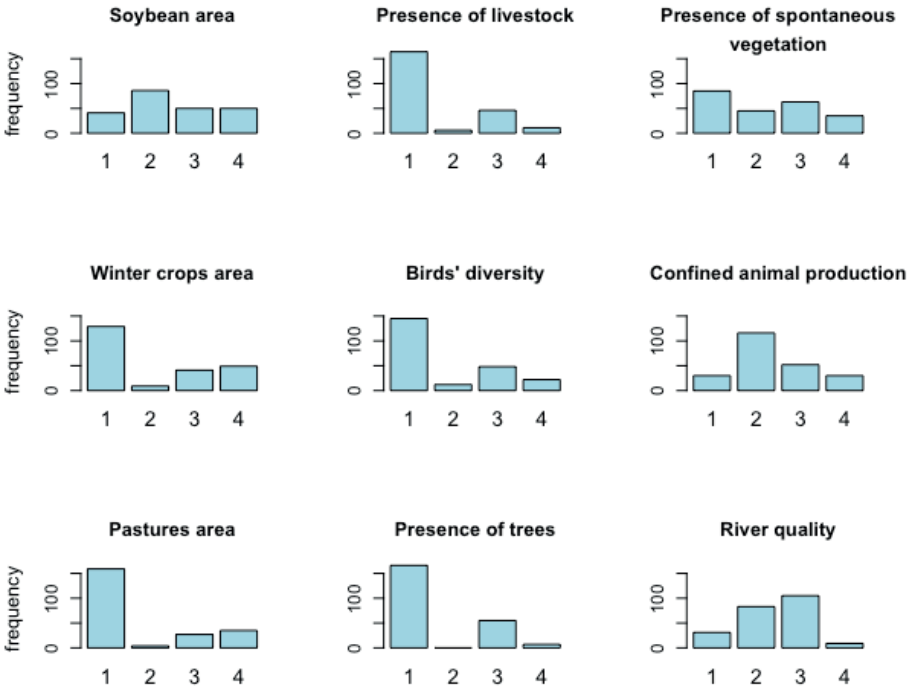 Soybean area
Presence of livestock
Presence of spontaneous
vegetation
frequency
0 100
0 100
0 100
1 2 3 4
1 2 3 4
1 2 3 4
Winter crops area
Birds' diversity
Confined animal production
frequency
0 100
0 100
0 100
1 2 3 4
1 2 3 4
1 2 3 4
Pastures area
Presence of trees
River quality
frequency
0 100
0 100
0 100
1 2 3 4
1 2 3 4
1 2 3 4